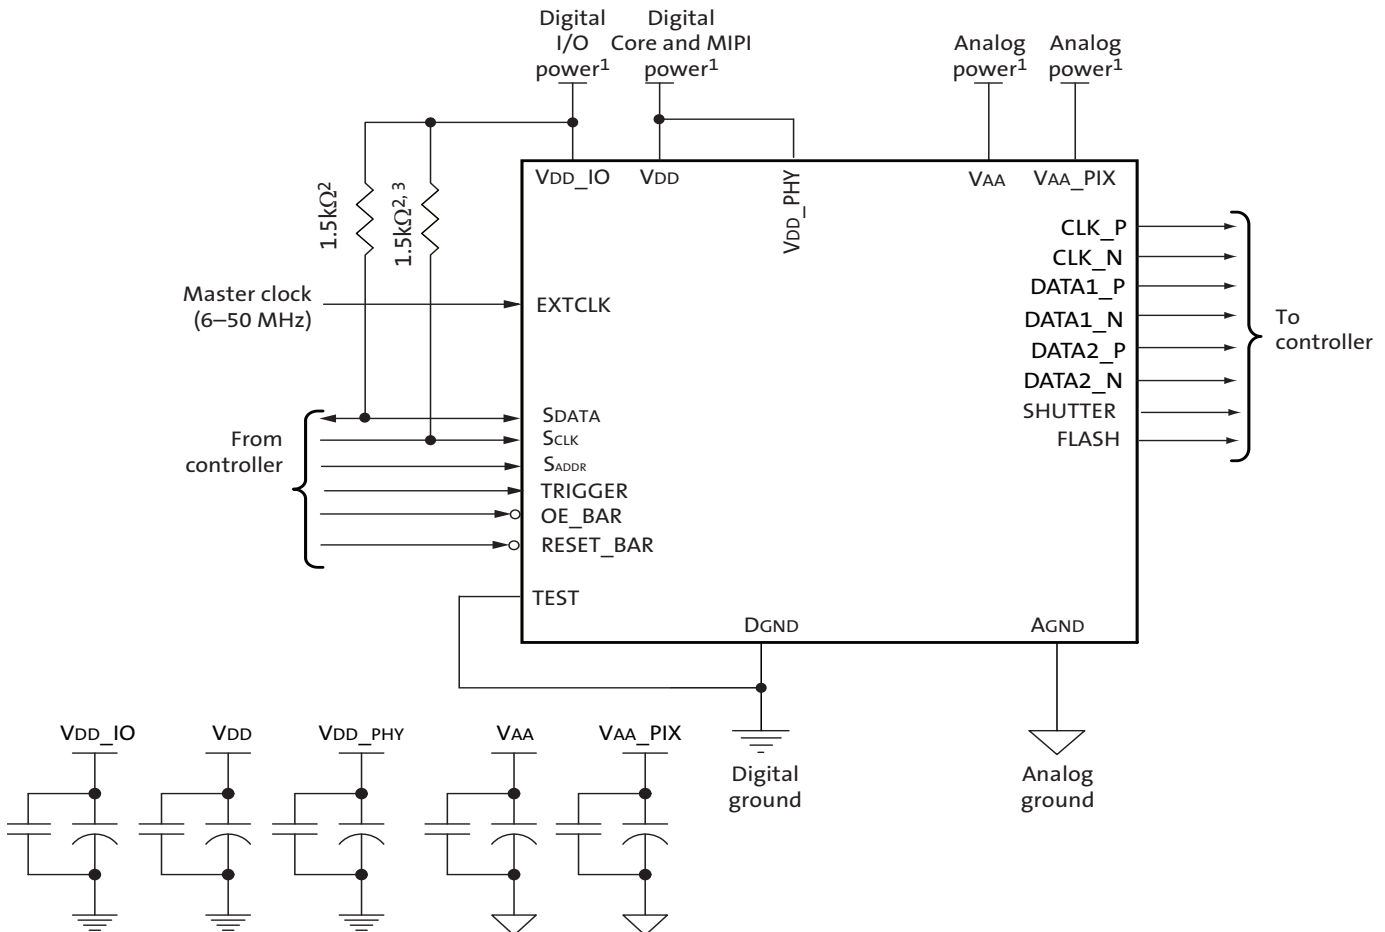 Digital
I/O
power1
Digital
Core and MIPI
power1
Analog
power1
Analog
power1
1.5kΩ2
1.5kΩ2, 3
VDD_IO
VDD
VDD_PHY
VAA
VAA_PIX
Master clock
(6–50 MHz)
EXTCLK
From
controller
SDATA
SCLK
SADDR
TRIGGER
OE_BAR
RESET_BAR
TEST
CLK_P
CLK_N
DATA1_P
DATA1_N
DATA2_P
DATA2_N
SHUTTER
FLASH
To
controller
DGND
AGND
Digital
ground
Analog
ground
VDD_IO
VDD
VDD_PHY
VAA
VAA_PIX